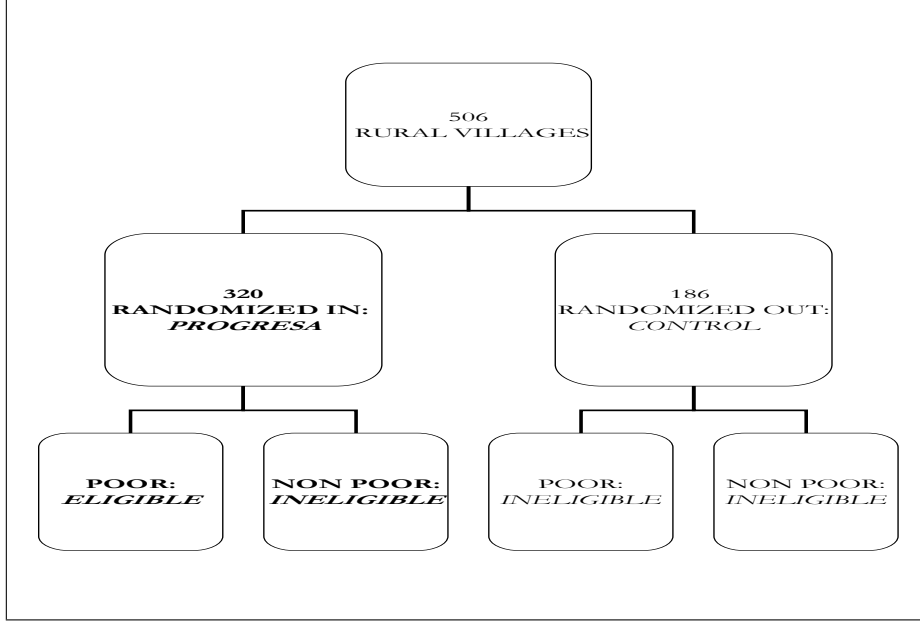 506
RURAL VILLAGES
320
RANDOMIZED IN:
PROGRESA
186
RANDOMIZED OUT:
CONTROL
POOR:
ELIGIBLE
NON POOR:
INELIGIBLE
POOR:
INELIGIBLE
NON POOR:
INELIGIBLE